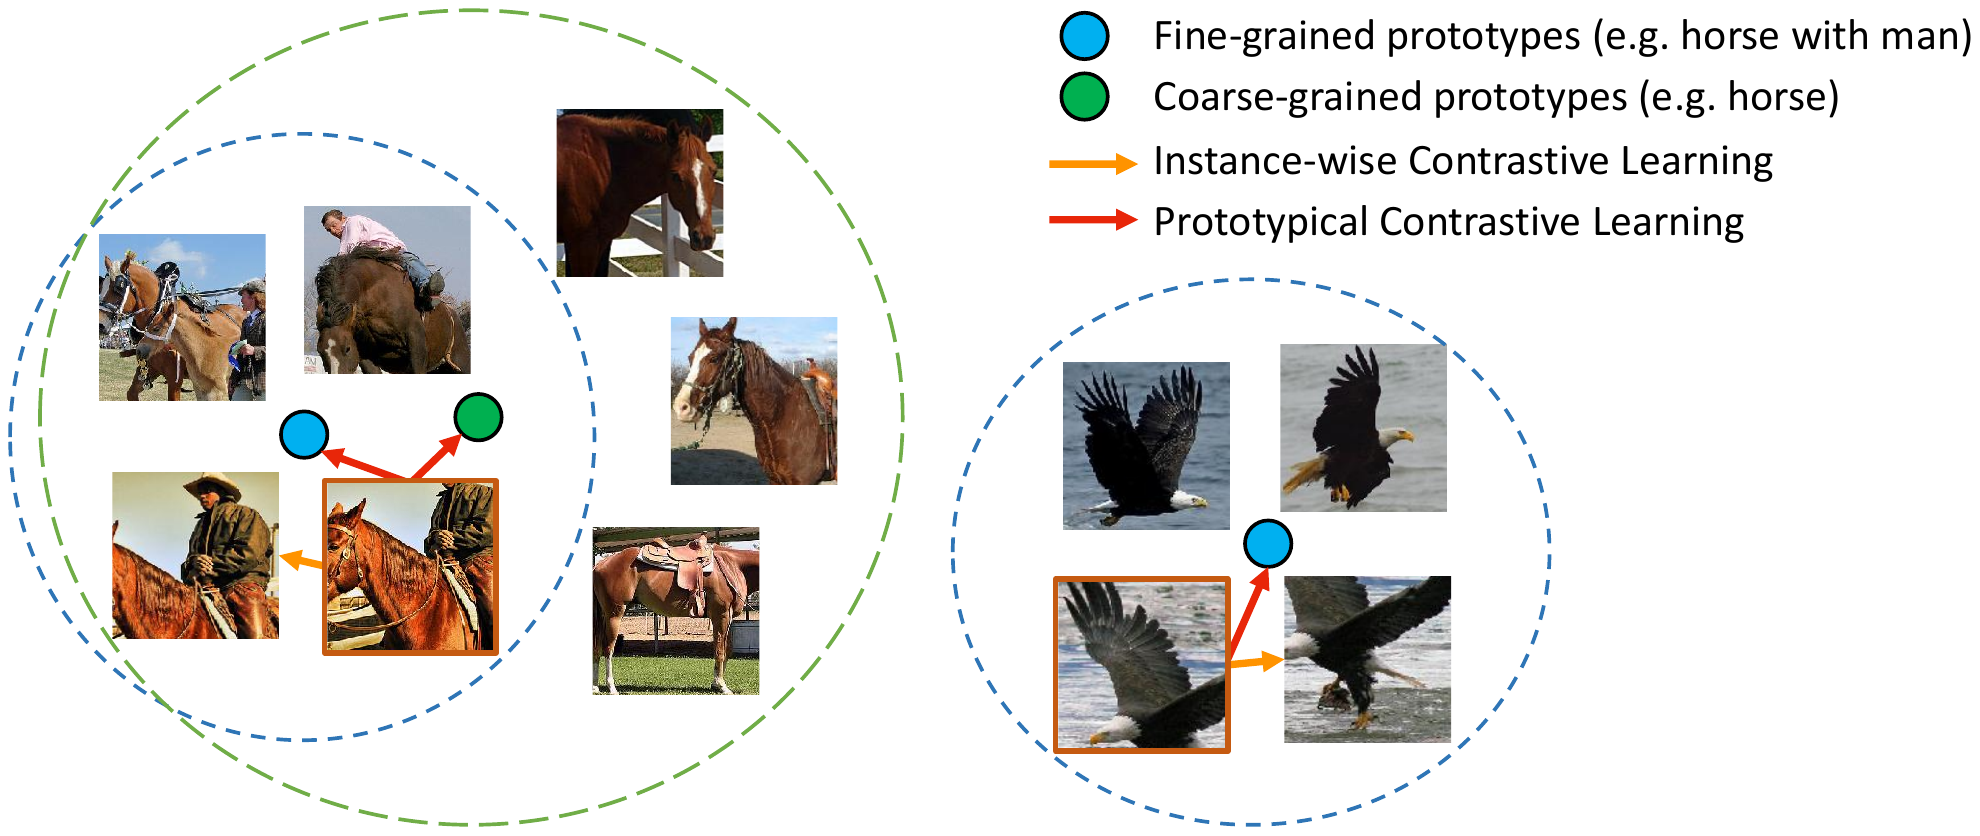 Fine-grained prototypes (e.g. horse with man)
Coarse-grained prototypes (e.g. horse)
Instance-wise Contrastive Learning
Prototypical Contrastive Learning